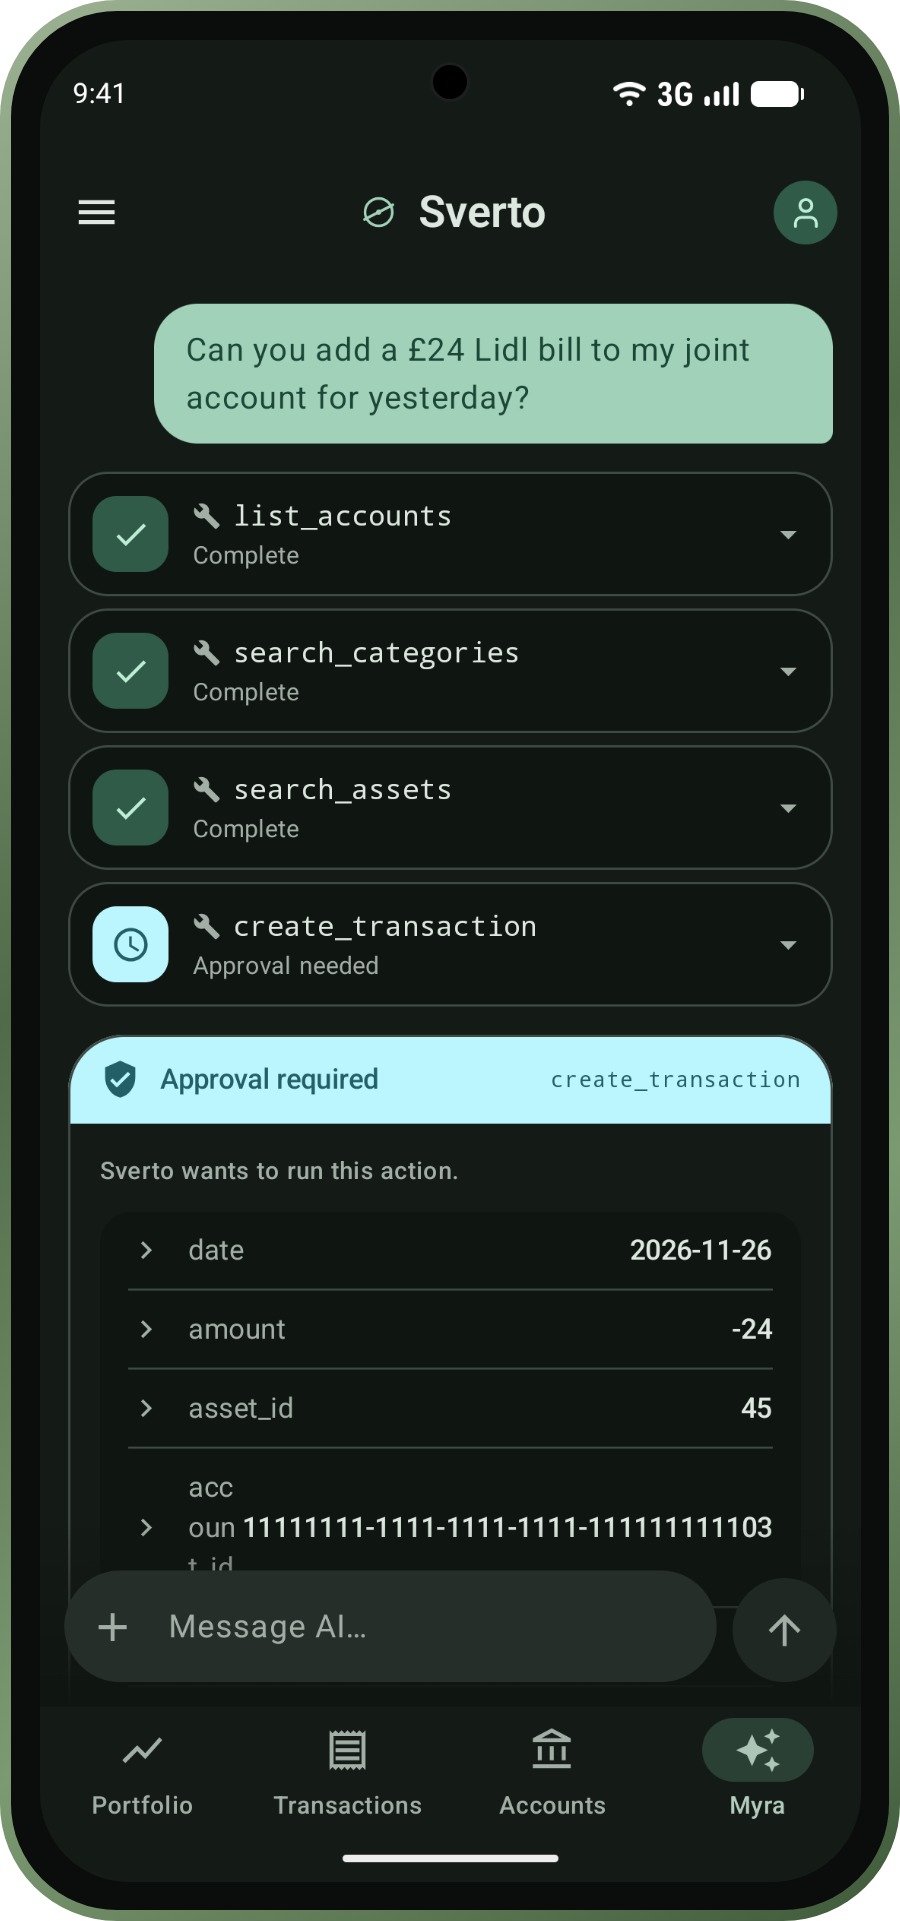 9:41
3G
Sverto
Can you add a £24 Lidl bill to my joint
account for yesterday?
list_accounts
Complete
search_categories
Complete
search_assets
Complete
create_transaction
Approval needed
Approval required
create_transaction
Sverto wants to run this action.
date
2026-11-26
amount
-24
asset_id
45
acc
oun 11111111-1111-1111-1111-111111111103
t_id
Message AI...
Portfolio
Transactions
Accounts
Myra